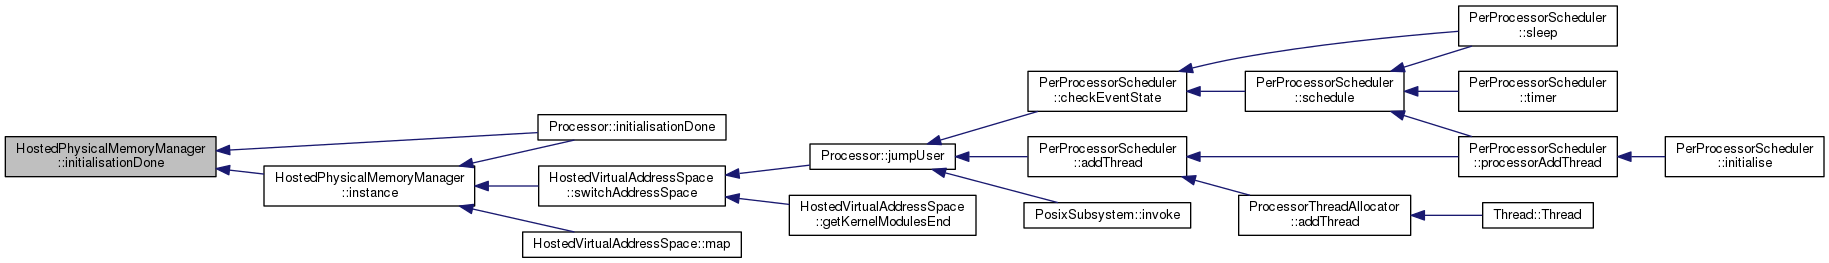 HostedPhysicalMemoryManager
::initialisationDone
Processor::initialisationDone
HostedPhysicalMemoryManager
::instance
HostedVirtualAddressSpace
::switchAddressSpace
HostedVirtualAddressSpace::map
Processor::jumpUser
HostedVirtualAddressSpace
::getKernelModulesEnd
PerProcessorScheduler
::checkEventState
PerProcessorScheduler
::addThread
PosixSubsystem::invoke
PerProcessorScheduler
::schedule
ProcessorThreadAllocator
::addThread
PerProcessorScheduler
::sleep
PerProcessorScheduler
::timer
PerProcessorScheduler
::processorAddThread
Thread::Thread
PerProcessorScheduler
::initialise